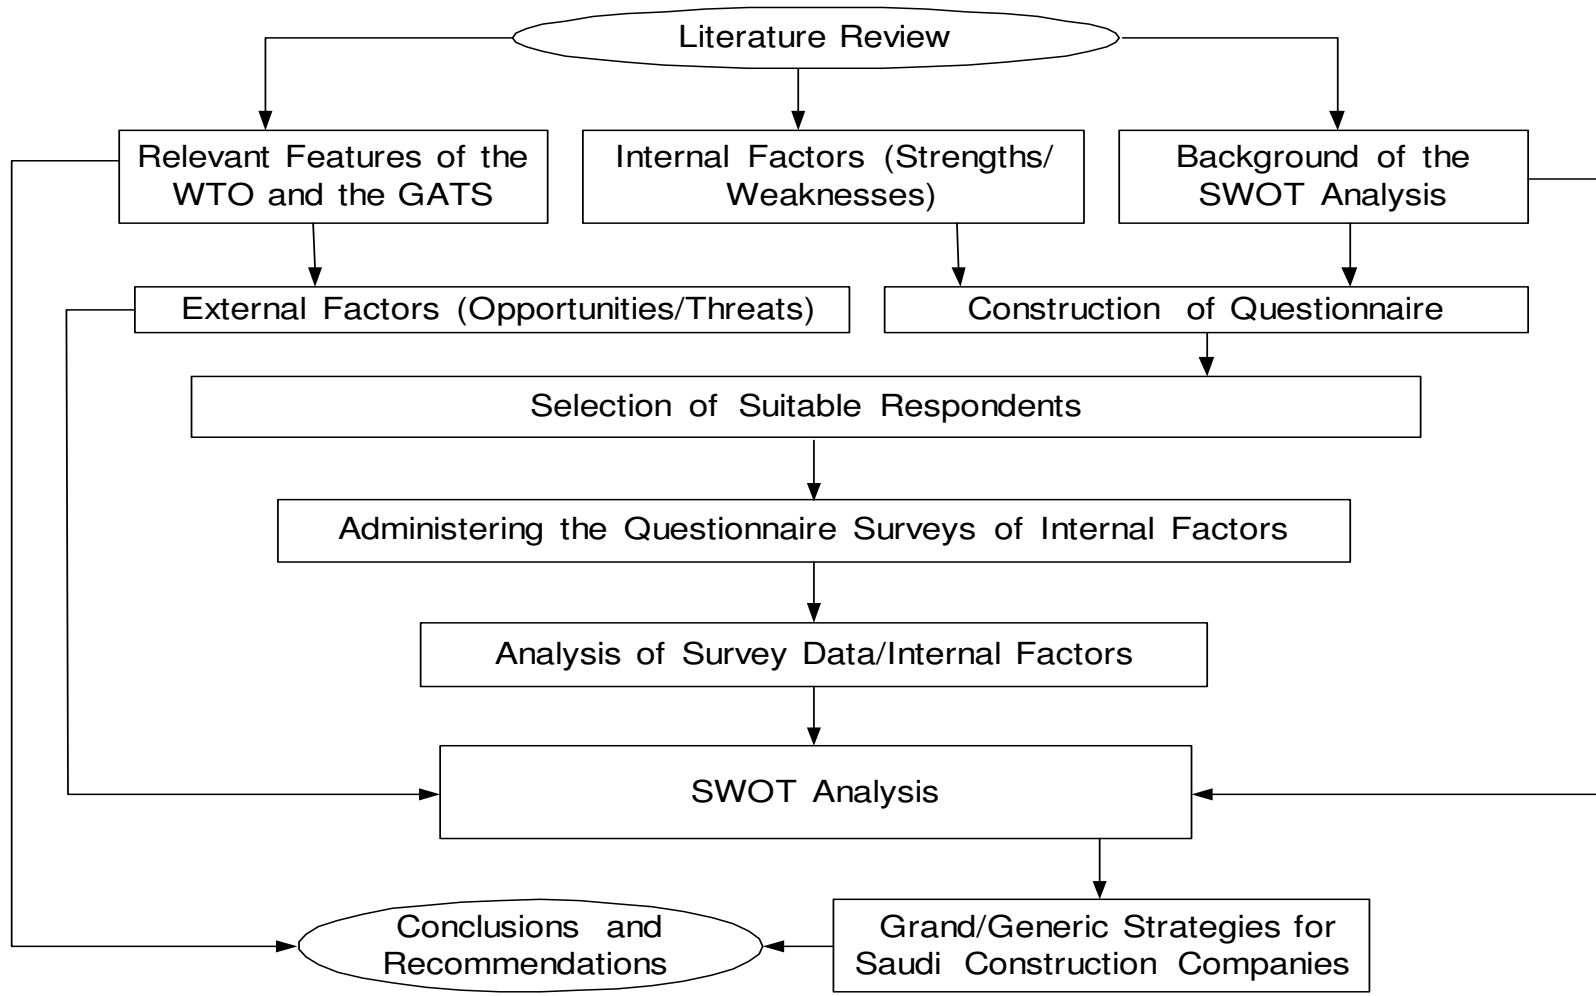 Literature Review
Relevant Features of the
WTO and the GATS
Internal Factors (Strengths/
Weaknesses)
Background of the
SWOT Analysis
External Factors (Opportunities/Threats)
Construction of Questionnaire
Selection of Suitable Respondents
Administering the Questionnaire Surveys of Internal Factors
Analysis of Survey Data/Internal Factors
SWOT Analysis
Conclusions and
Recommendations
Grand/Generic Strategies for
Saudi Construction Companies